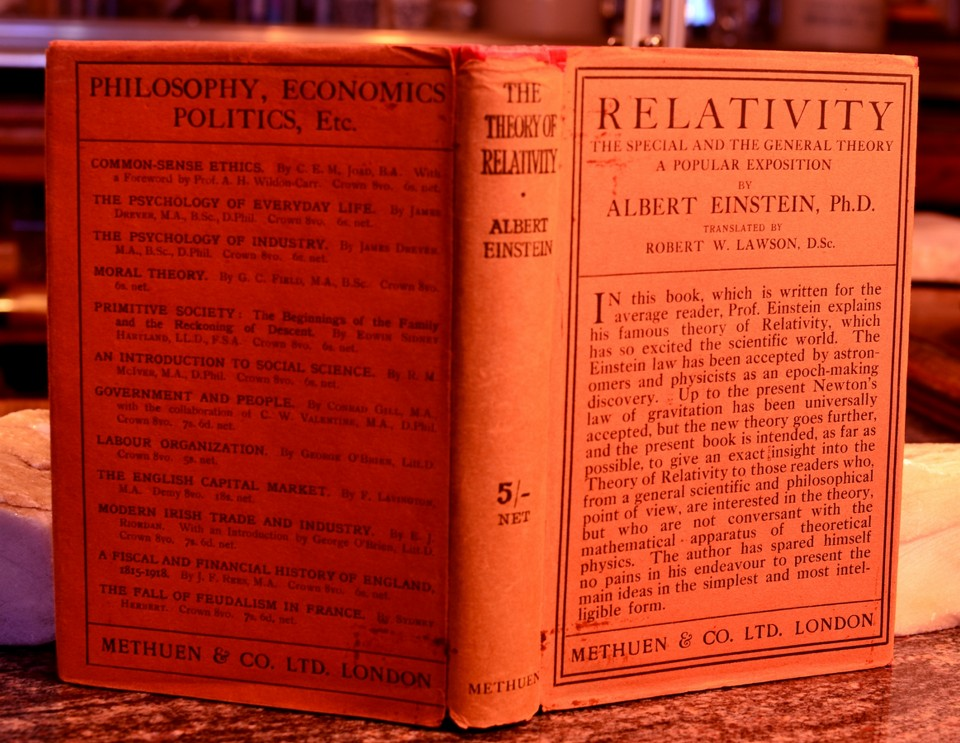 PHILOSOPHY, ECONOMICS
POLITICS, Etc.
COMMON-SENSE ETHICS. By C. E. M. Joad, B.A. With
a Foreword by Prof. A. H. Wildon-Carr. Crown 8vo. 6s. net.
THE PSYCHOLOGY OF EVERYDAY LIFE. By James
Drever, M.A., B.Sc., D.Phil. Crown 8vo. 6s. net.
THE PSYCHOLOGY OF INDUSTRY. By James Drever,
M.A., B.Sc., D.Phil. Crown 8vo. 6s. net.
MORAL THEORY. By G. C. Field, M.A., B.Sc. Crown 8vo.
6s. net.
PRIMITIVE SOCIETY: The Beginnings of the Family
and the Reckoning of Descent. By Edwin Sidney
Hartland, LL.D., F.S.A. Crown 8vo. 6s. net.
AN INTRODUCTION TO SOCIAL SCIENCE. By R. M.
McIver, M.A., D.Phil. Crown 8vo. 6s. net.
GOVERNMENT AND PEOPLE. By Conrad Gill, M.A.
with the collaboration of C. W. Valentine, M.A., D.Phil.
Crown 8vo. 7s. 6d. net.
LABOUR ORGANIZATION. By George O'Brien, Litt.D.
Crown 8vo. 5s. net.
THE ENGLISH CAPITAL MARKET. By F. Lavington,
M.A. Demy 8vo. 18s. net.
MODERN IRISH TRADE AND INDUSTRY. By E. J.
Riordan. With an Introduction by George O'Brien, Litt.D.
Crown 8vo. 7s. 6d. net.
A FISCAL AND FINANCIAL HISTORY OF ENGLAND,
1815-1918. By J. F. Rees, M.A. Crown 8vo. 6s. net.
THE FALL OF FEUDALISM IN FRANCE. By Sydney
Herbert. Crown 8vo. 7s. 6d. net.
METHUEN & CO. LTD. LONDON
THE
THEORY OF
RELATIVITY
•
ALBERT
EINSTEIN
5/-
NET
METHUEN
RELATIVITY
THE SPECIAL AND THE GENERAL THEORY
A POPULAR EXPOSITION
BY
ALBERT EINSTEIN, Ph.D.
TRANSLATED BY
ROBERT W. LAWSON, D.Sc.
IN this book, which is written for the
average reader, Prof. Einstein explains
his famous theory of Relativity, which
has so excited the scientific world. The
Einstein law has been accepted by astron-
omers and physicists as an epoch-making
discovery. Up to the present Newton's
law of gravitation has been universally
accepted, but the new theory goes further,
and the present book is intended, as far as
possible, to give an exact insight into the
Theory of Relativity to those readers who,
from a general scientific and philosophical
point of view, are interested in the theory,
but who are not conversant with the
mathematical apparatus of theoretical
physics. The author has spared himself
no pains in his endeavour to present the
main ideas in the simplest and most intel-
ligible form.
METHUEN & CO. LTD. LONDON